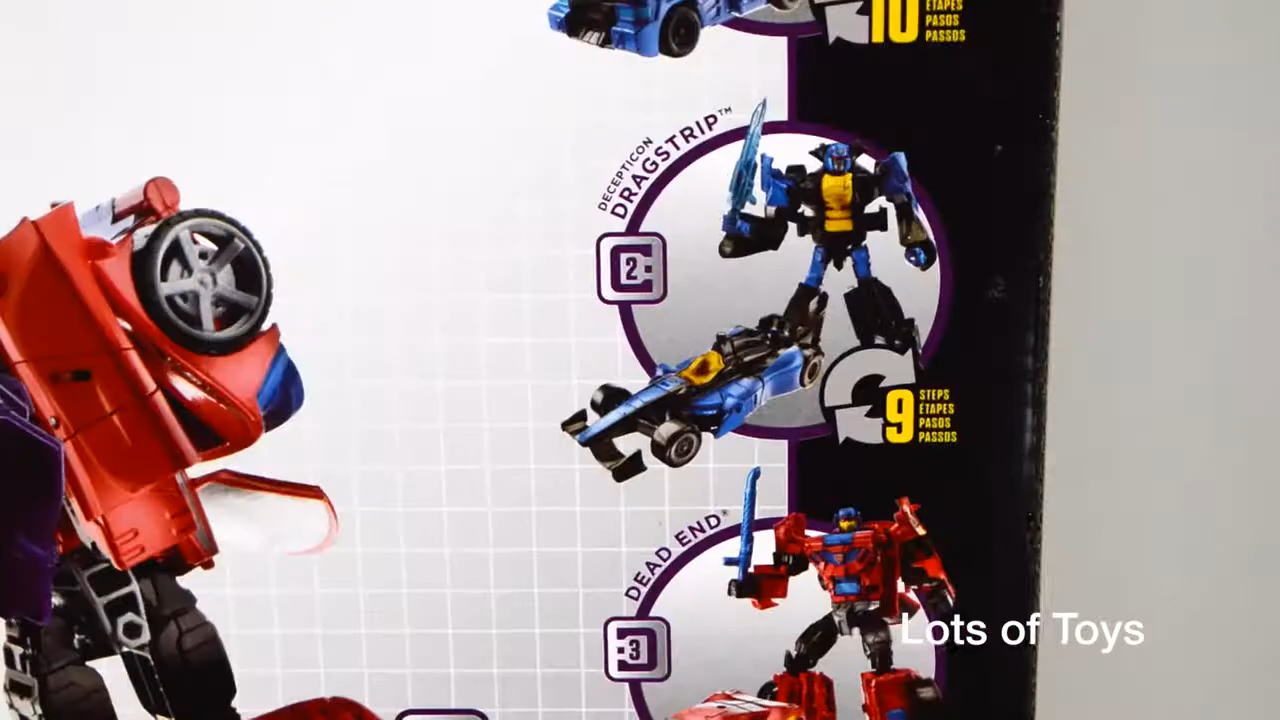 10
ÉTAPES
PASOS
PASSOS
DECEPTICON
DRAGSTRIP™
2
9
STEPS
ÉTAPES
PASOS
PASSOS
DEAD END®
3
Lots of Toys